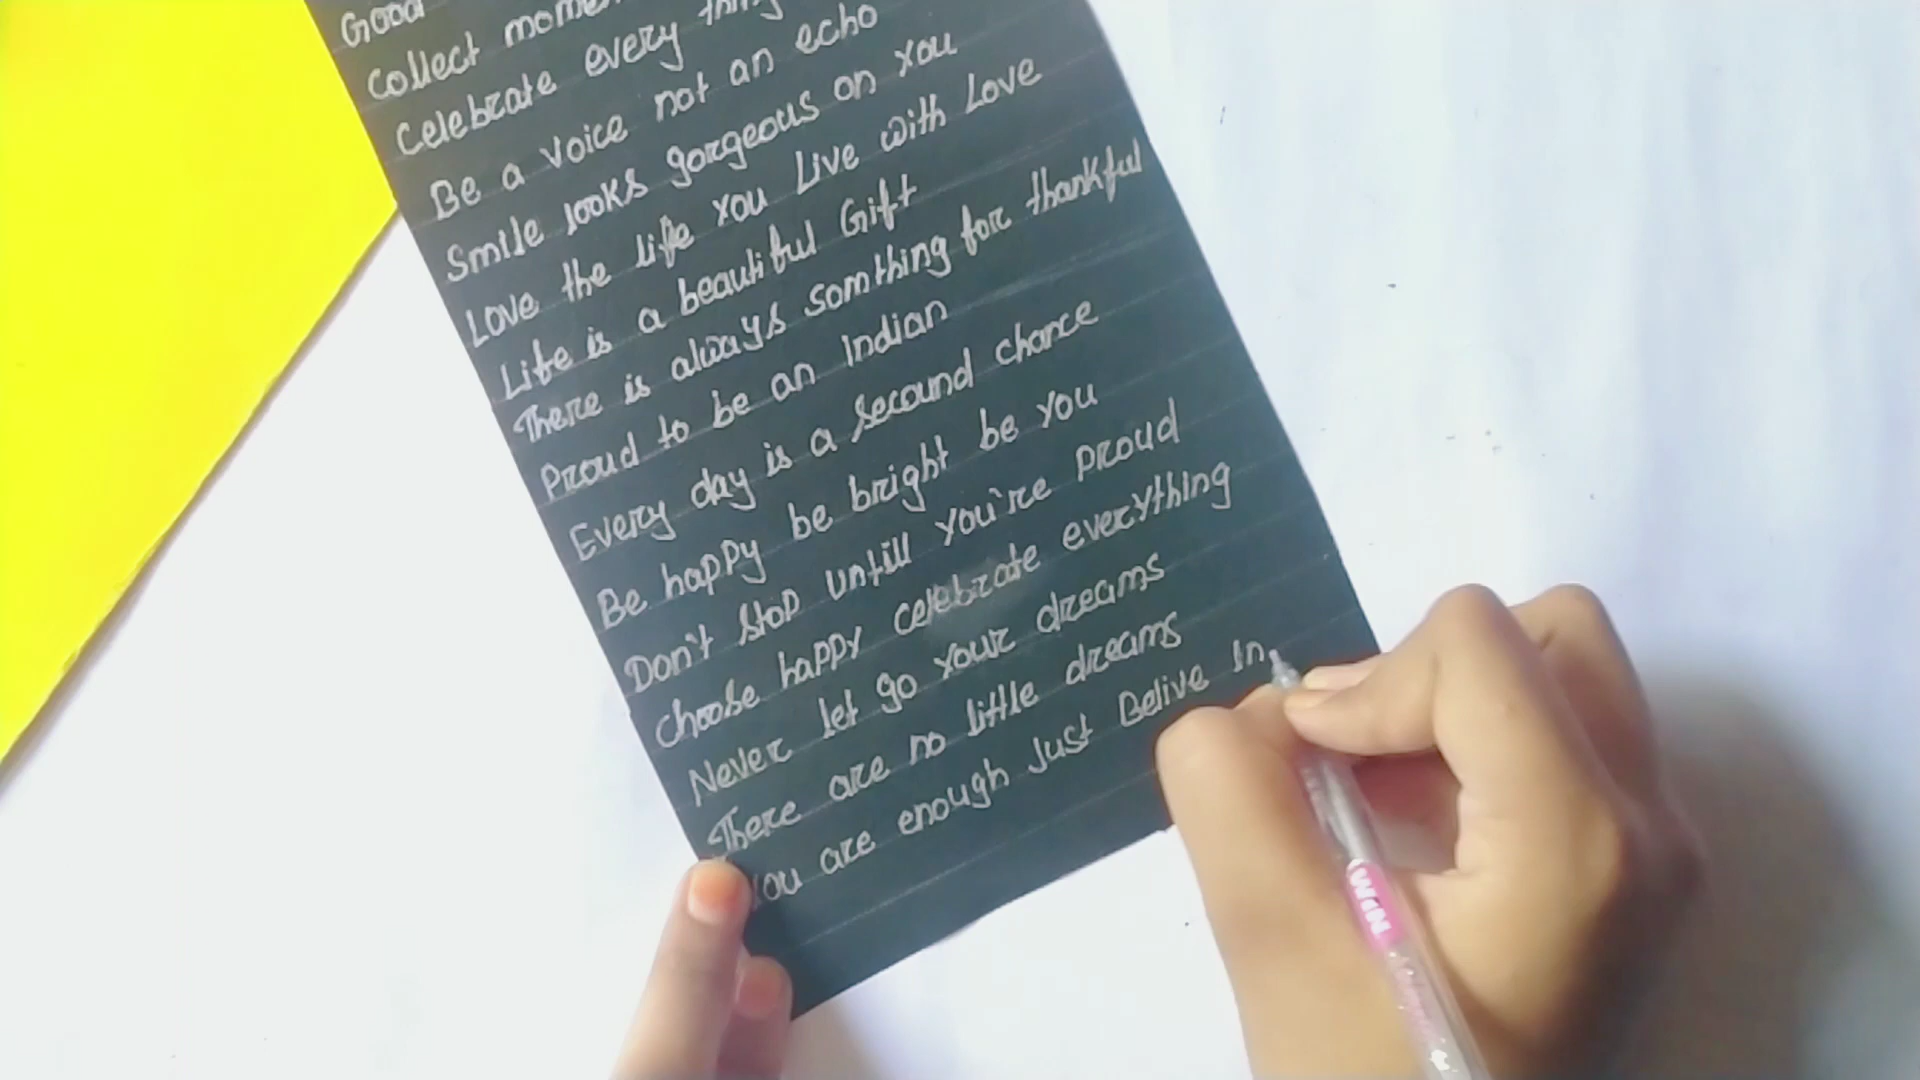 Good
Collect
Celebrate every
Be a Voice not an echo
Smile looks gorgeous on you
Love the life you Live with Love
Life is a beautiful Gift
There is always somthing for thankful
Proud to be an indian
Every day is a secound chance
Be happy be bright be you
Don't stop untill you're proud
choose happy celebrate everything
Never let go your dreams
There are no little dreams
You are enough just Belive in
WIN